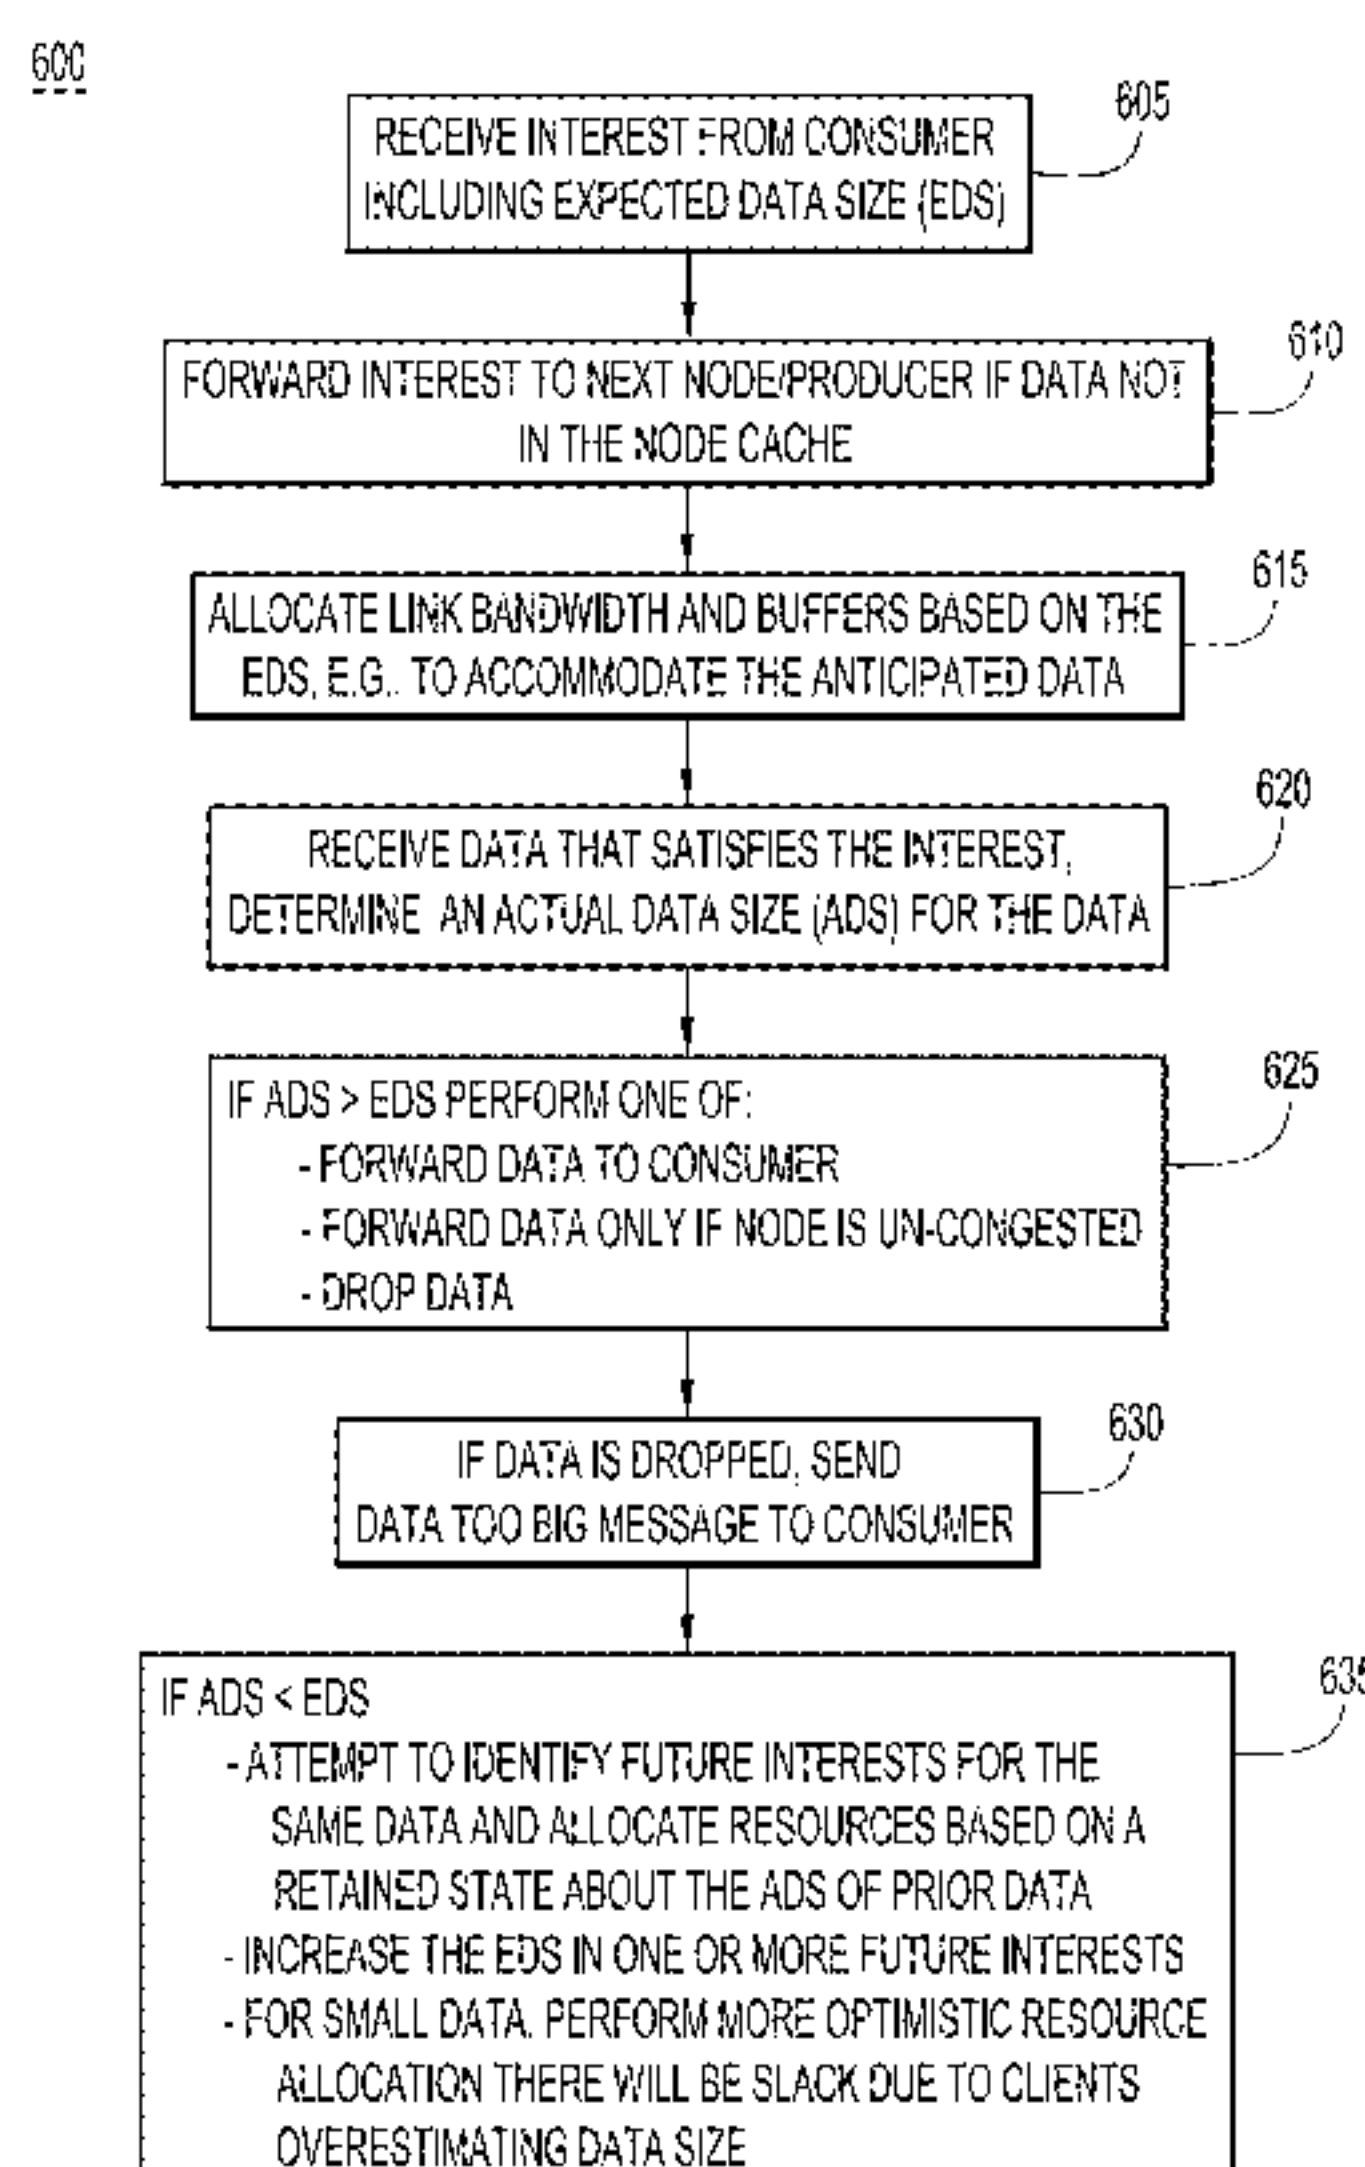 600
605
RECEIVE INTEREST FROM CONSUMER
INCLUDING EXPECTED DATA SIZE (EDS)
610
FORWARD INTEREST TO NEXT NODE/PRODUCER IF DATA NOT
IN THE NODE CACHE
615
ALLOCATE LINK BANDWIDTH AND BUFFERS BASED ON THE
EDS, E.G., TO ACCOMMODATE THE ANTICIPATED DATA
620
RECEIVE DATA THAT SATISFIES THE INTEREST,
DETERMINE AN ACTUAL DATA SIZE (ADS) FOR THE DATA
625
IF ADS > EDS PERFORM ONE OF:
- FORWARD DATA TO CONSUMER
- FORWARD DATA ONLY IF NODE IS UN-CONGESTED
- DROP DATA
630
IF DATA IS DROPPED, SEND
DATA TOO BIG MESSAGE TO CONSUMER
635
IF ADS < EDS
- ATTEMPT TO IDENTIFY FUTURE INTERESTS FOR THE
SAME DATA AND ALLOCATE RESOURCES BASED ON A
RETAINED STATE ABOUT THE ADS OF PRIOR DATA
- INCREASE THE EDS IN ONE OR MORE FUTURE INTERESTS
- FOR SMALL DATA, PERFORM MORE OPTIMISTIC RESOURCE
ALLOCATION THERE WILL BE SLACK DUE TO CLIENTS
OVERESTIMATING DATA SIZE